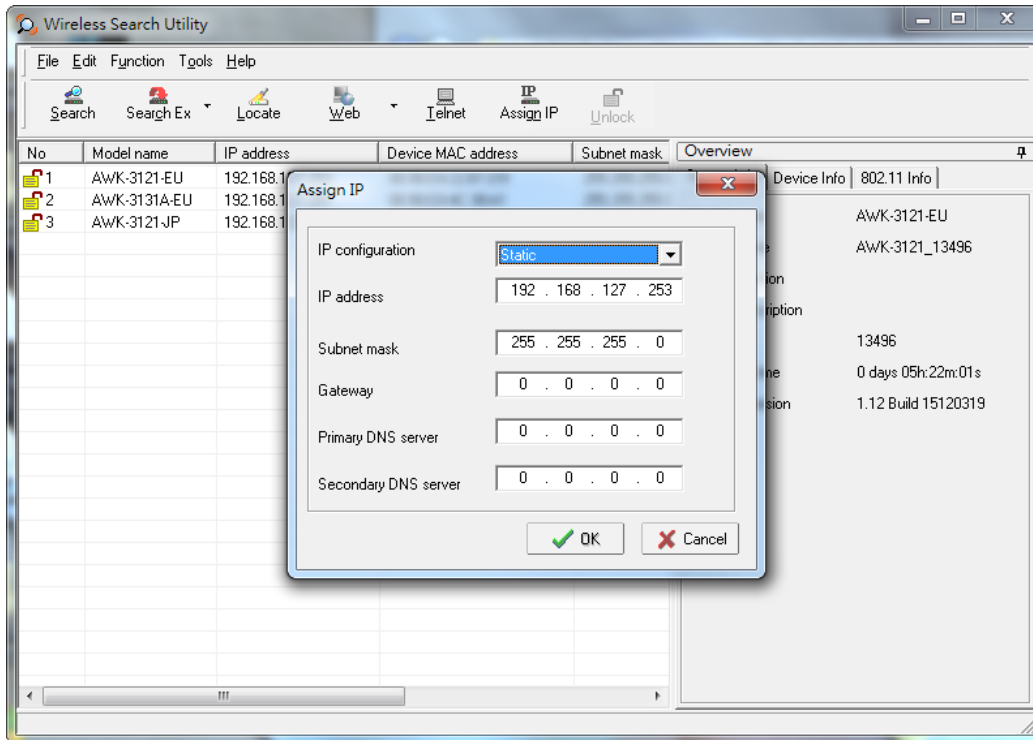 Wireless Search Utility
File Edit Function Tools Help
Search Search Ex Locate Web Telnet Assign IP Unlock
No Model name IP address Device MAC address Subnet mask Overview
1 AWK-3121-EU 192.168.1
2 AWK-3131A-EU 192.168.1
3 AWK-3121-JP 192.168.1
Device Info 802.11 Info
AWK-3121-EU
AWK-3121_13496
13496
0 days 05h:22m:01s
1.12 Build 15120319
Assign IP
IP configuration Static
IP address 192 . 168 . 127 . 253
Subnet mask 255 . 255 . 255 . 0
Gateway 0 . 0 . 0 . 0
Primary DNS server 0 . 0 . 0 . 0
Secondary DNS server 0 . 0 . 0 . 0
OK Cancel